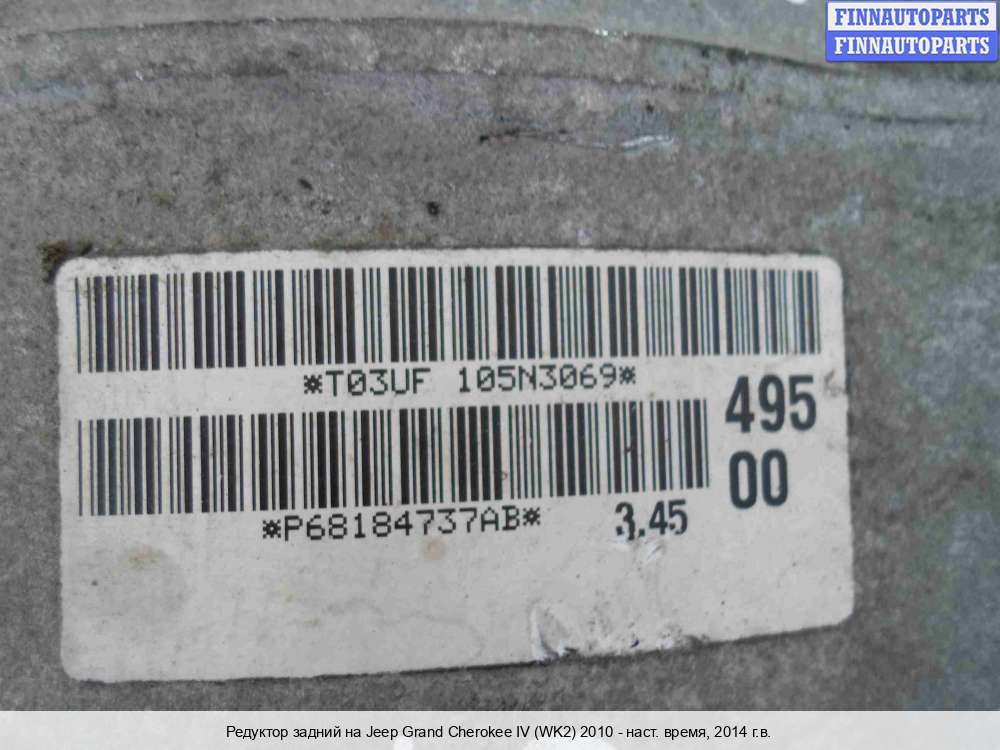 FINNAUTOPARTS
FINNAUTOPARTS
*T03UF 105N3069*
495
00
*P68184737AB*
3.45
Редуктор задний на Jeep Grand Cherokee IV (WK2) 2010 - наст. время, 2014 г.в.